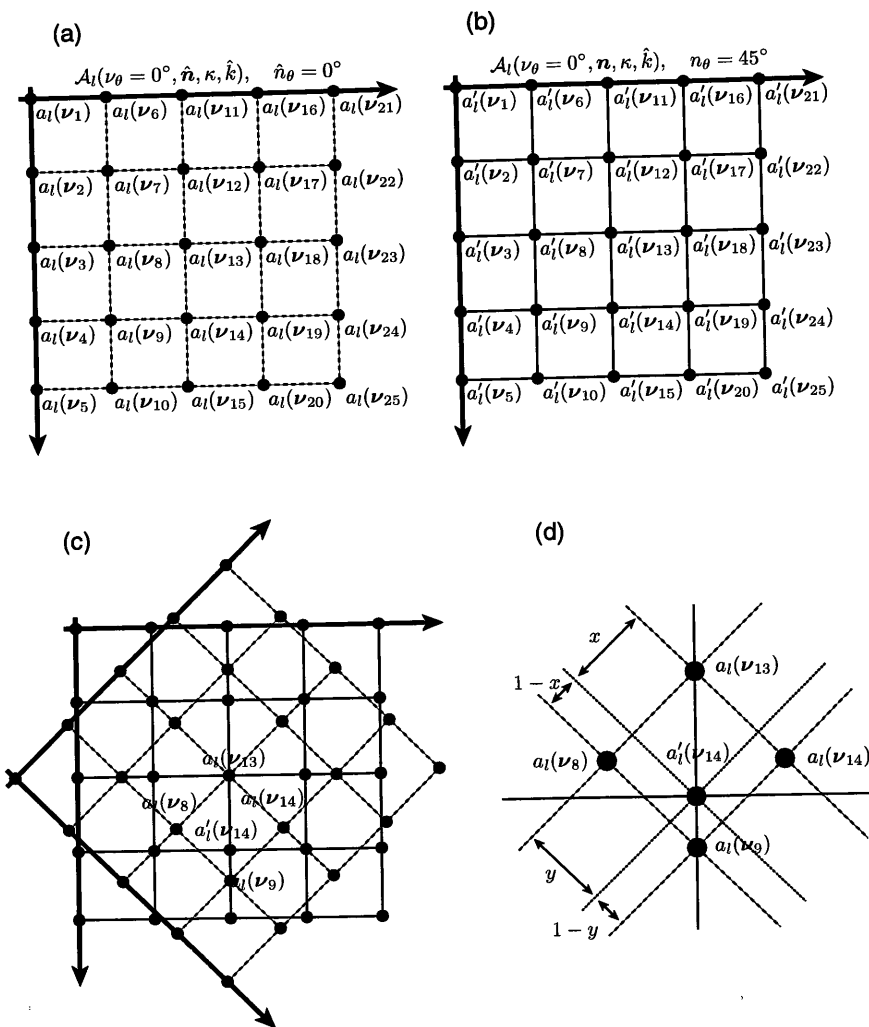 (a)
𝒜_l(ν_θ = 0°, n̂, κ, k̂), n̂_θ = 0°
a_l(ν_1) a_l(ν_6) a_l(ν_11) a_l(ν_16) a_l(ν_21)
a_l(ν_2) a_l(ν_7) a_l(ν_12) a_l(ν_17) a_l(ν_22)
a_l(ν_3) a_l(ν_8) a_l(ν_13) a_l(ν_18) a_l(ν_23)
a_l(ν_4) a_l(ν_9) a_l(ν_14) a_l(ν_19) a_l(ν_24)
a_l(ν_5) a_l(ν_10) a_l(ν_15) a_l(ν_20) a_l(ν_25)
(b)
𝒜_l(ν_θ = 0°, n, κ, k̂), n_θ = 45°
a'_l(ν_1) a'_l(ν_6) a'_l(ν_11) a'_l(ν_16) a'_l(ν_21)
a'_l(ν_2) a'_l(ν_7) a'_l(ν_12) a'_l(ν_17) a'_l(ν_22)
a'_l(ν_3) a'_l(ν_8) a'_l(ν_13) a'_l(ν_18) a'_l(ν_23)
a'_l(ν_4) a'_l(ν_9) a'_l(ν_14) a'_l(ν_19) a'_l(ν_24)
a'_l(ν_5) a'_l(ν_10) a'_l(ν_15) a'_l(ν_20) a'_l(ν_25)
(c)
a_l(ν_13)
a_l(ν_8) a_l(ν_14)
a'_l(ν_14)
a_l(ν_9)
(d)
x
1 − x
a_l(ν_13)
a_l(ν_8) a'_l(ν_14) a_l(ν_14)
a_l(ν_9)
y
1 − y